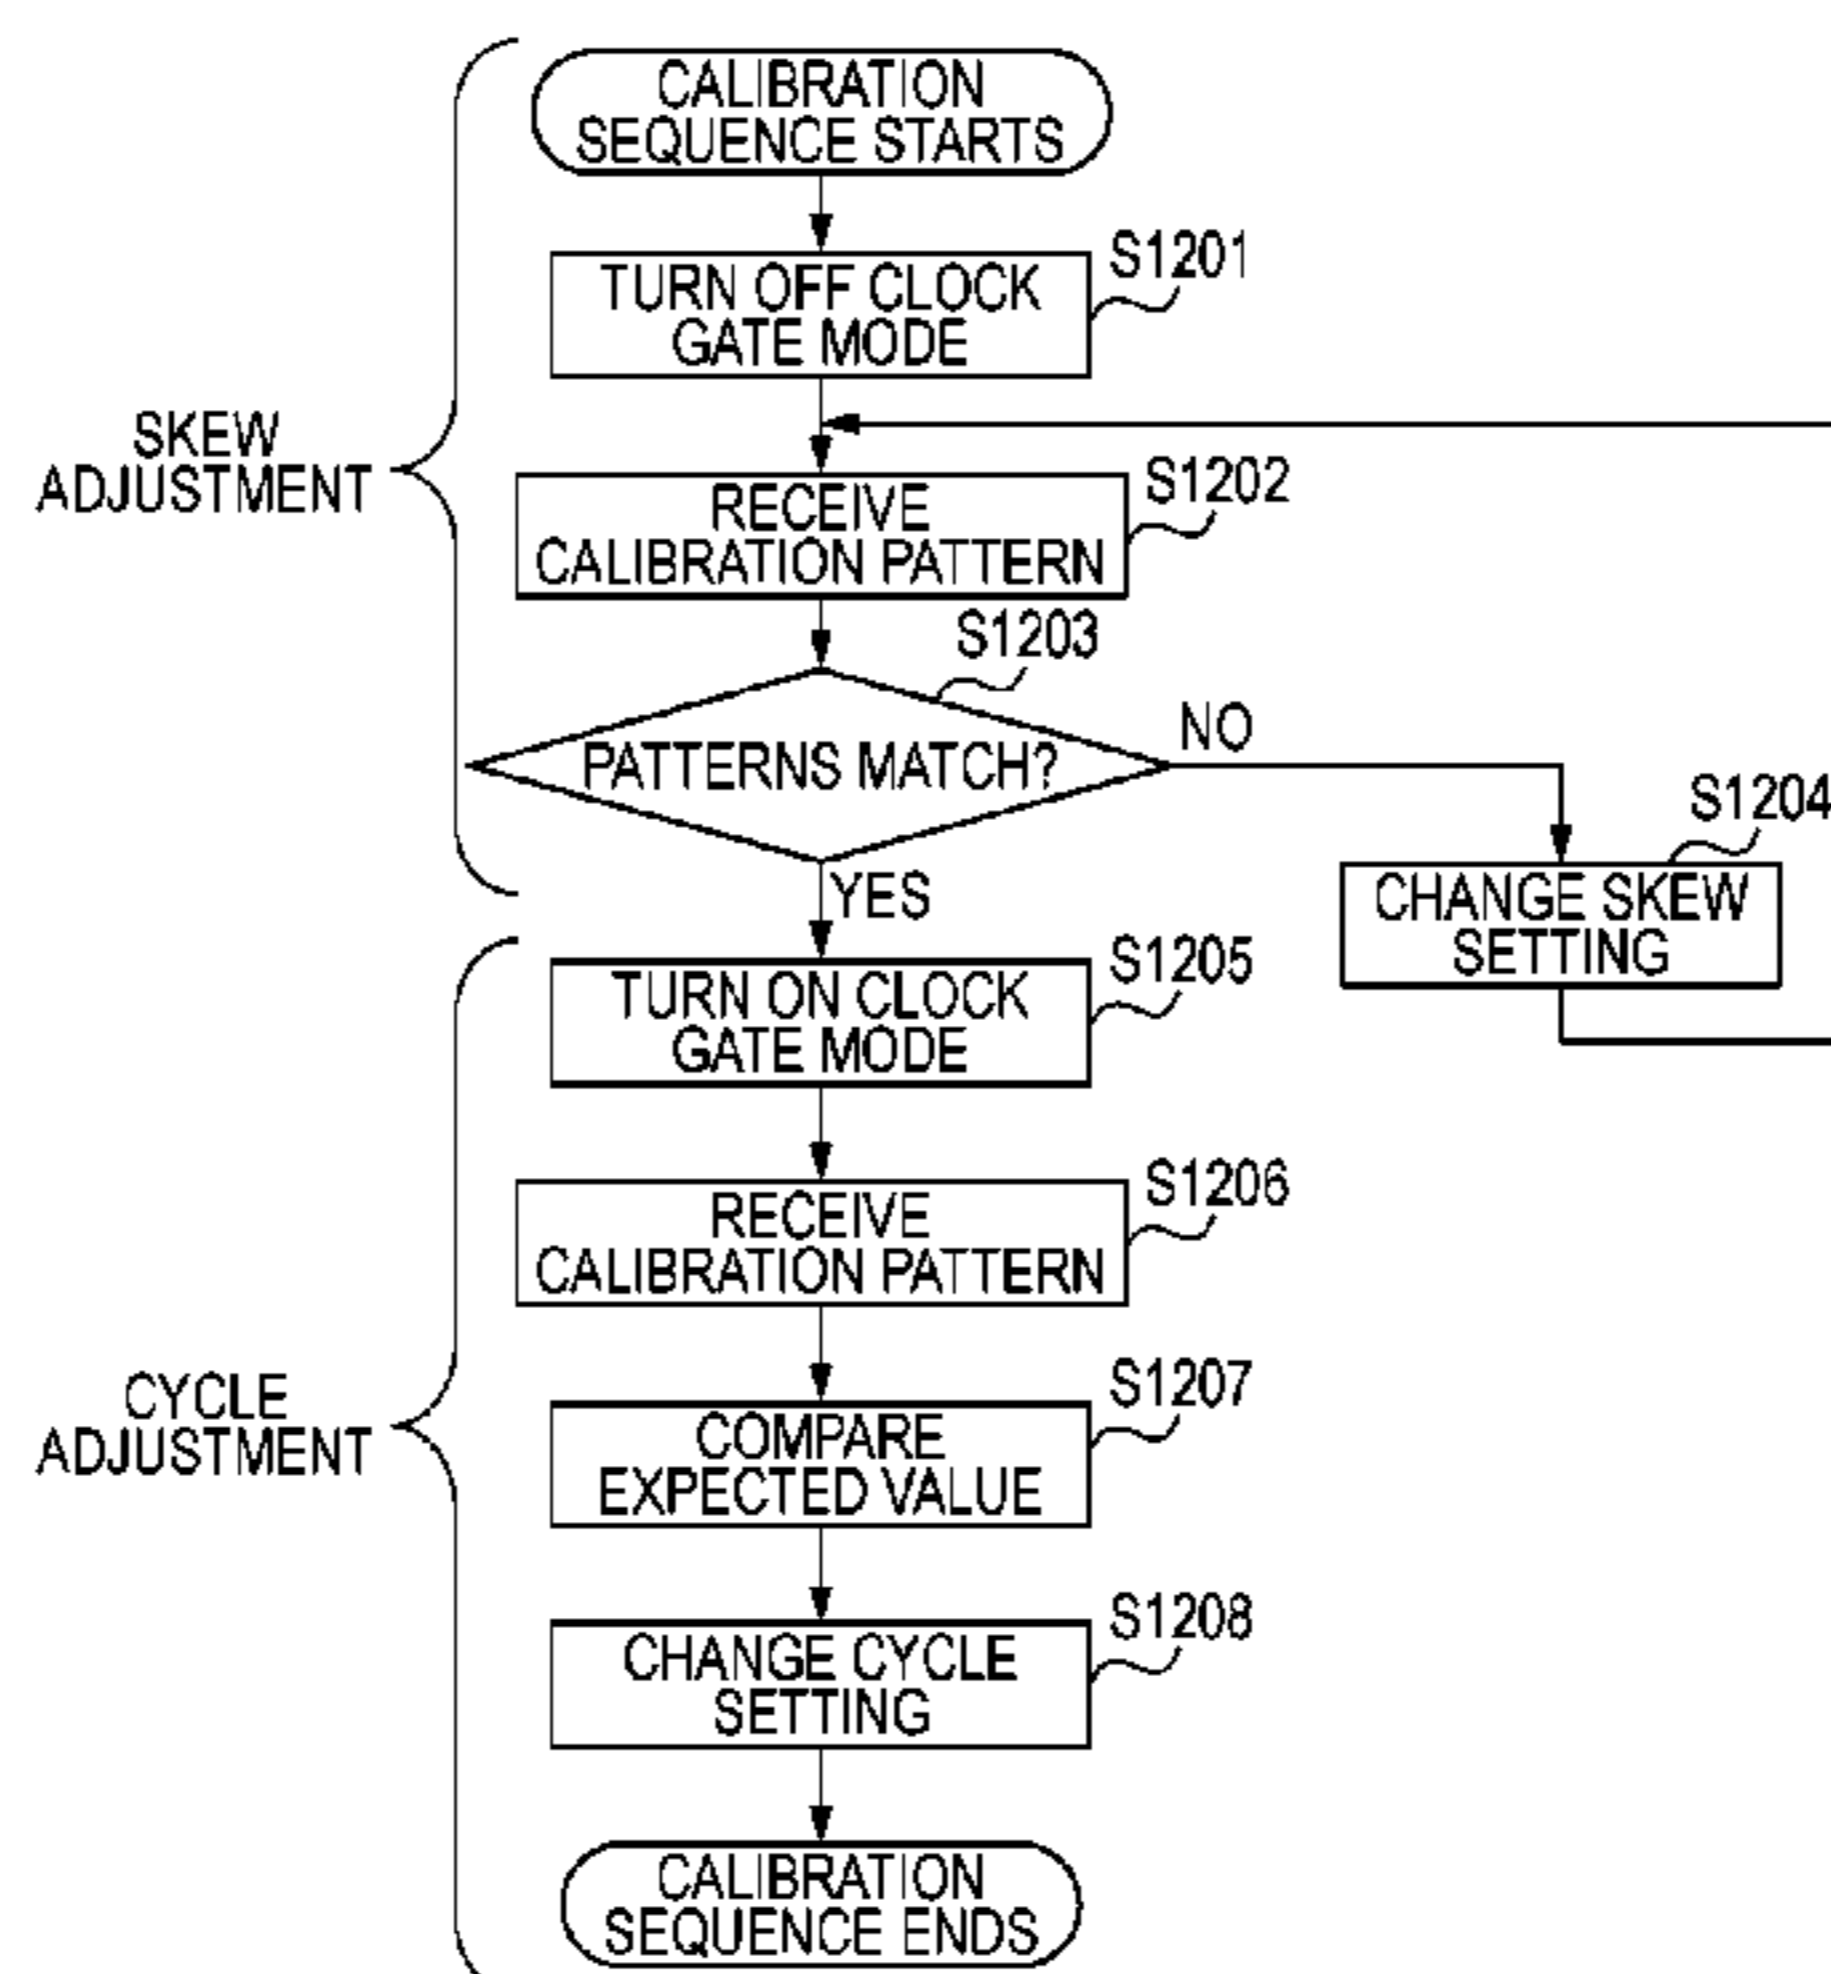 CALIBRATION
SEQUENCE STARTS
S1201
TURN OFF CLOCK
GATE MODE
SKEW
ADJUSTMENT
S1202
RECEIVE
CALIBRATION PATTERN
S1203
PATTERNS MATCH?
NO
S1204
CHANGE SKEW
SETTING
YES
S1205
TURN ON CLOCK
GATE MODE
S1206
RECEIVE
CALIBRATION PATTERN
CYCLE
ADJUSTMENT
S1207
COMPARE
EXPECTED VALUE
S1208
CHANGE CYCLE
SETTING
CALIBRATION
SEQUENCE ENDS